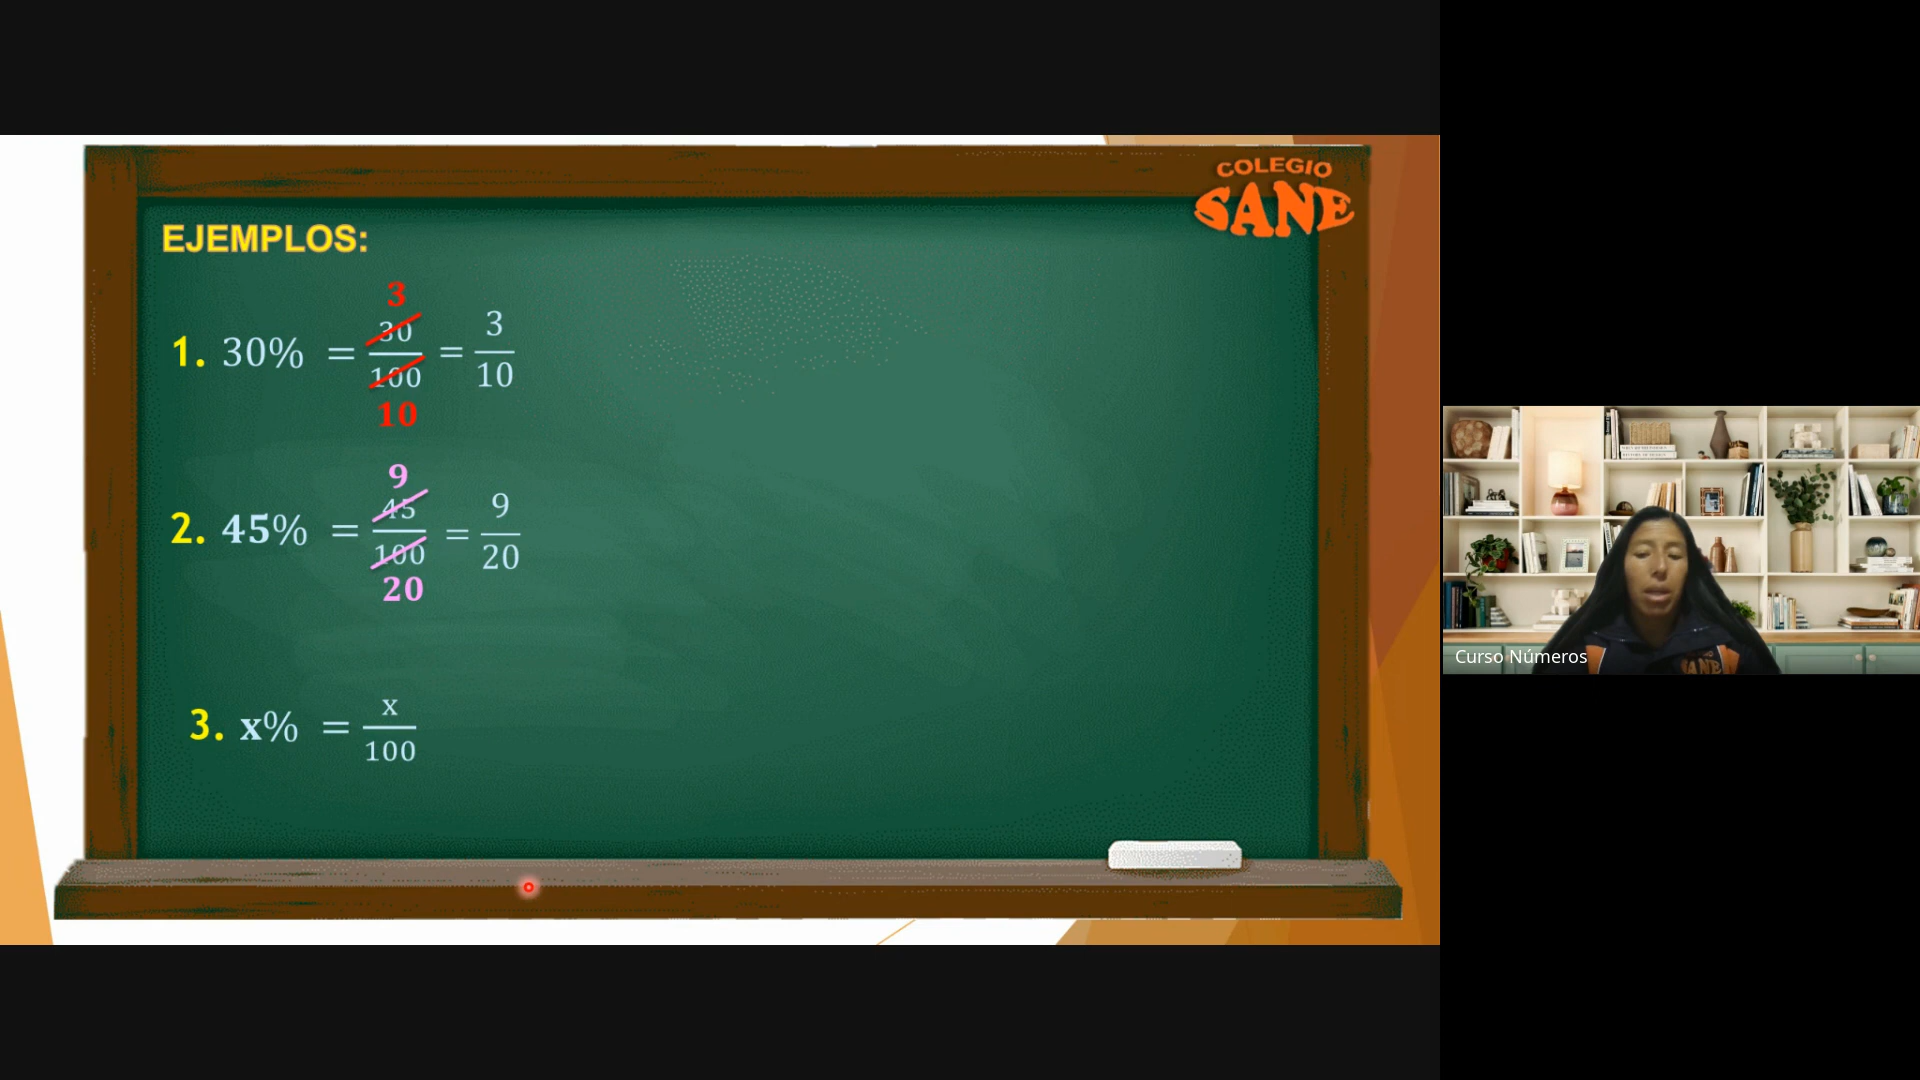 COLEGIO
SANE
EJEMPLOS:
1. 30% = 30/100 = 3/10
3
10
2. 45% = 45/100 = 9/20
9
20
3. x% = x/100
Curso Números